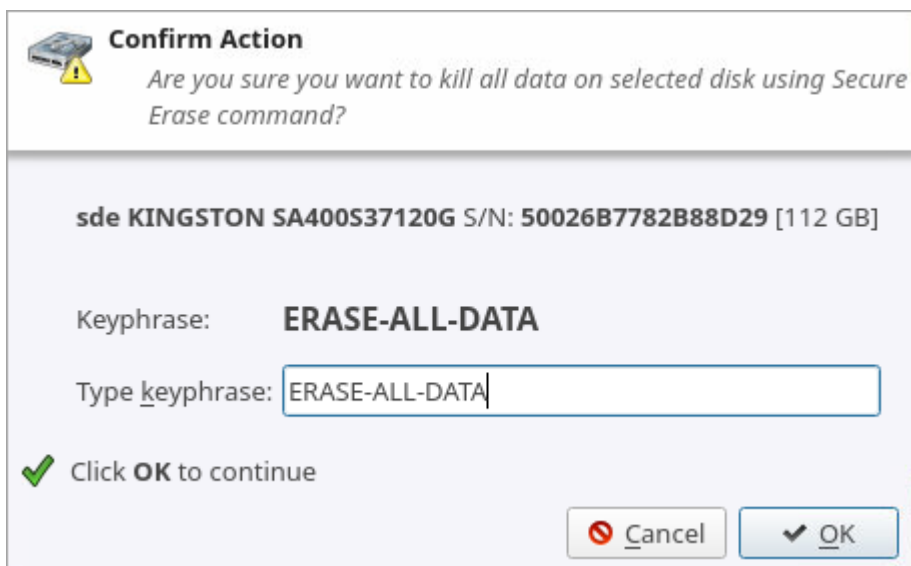 Confirm Action
Are you sure you want to kill all data on selected disk using Secure
Erase command?
sde KINGSTON SA400S37120G S/N: 50026B7782B88D29 [112 GB]
Keyphrase: ERASE-ALL-DATA
Type keyphrase: ERASE-ALL-DATA
Click OK to continue
Cancel OK